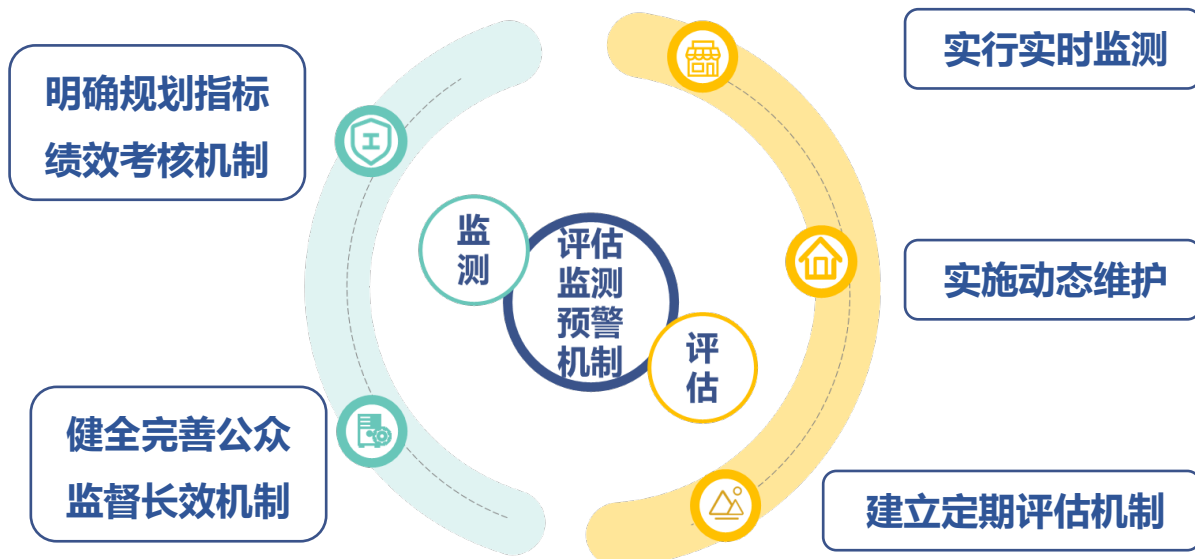 明确规划指标
绩效考核机制
健全完善公众
监督长效机制
监
测
评估
监测
预警
机制
评
估
实行实时监测
实施动态维护
建立定期评估机制